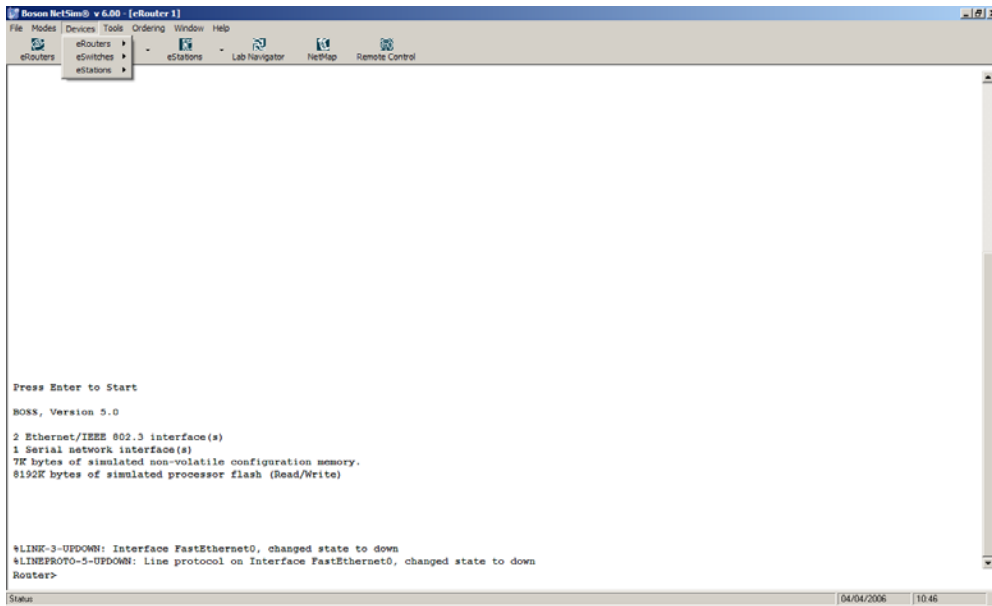 Boson NetSim® v 6.00 - [eRouter 1]
File Modes Devices Tools Ordering Window Help
eRouters
eSwitches
eStations
eRouters eStations Lab Navigator NetMap Remote Control
Press Enter to Start
BOSS, Version 5.0
2 Ethernet/IEEE 802.3 interface(s)
1 Serial network interface(s)
7K bytes of simulated non-volatile configuration memory.
8192K bytes of simulated processor flash (Read/Write)
%LINK-3-UPDOWN: Interface FastEthernet0, changed state to down
%LINEPROTO-5-UPDOWN: Line protocol on Interface FastEthernet0, changed state to down
Router>
Status 04/04/2006 10:46